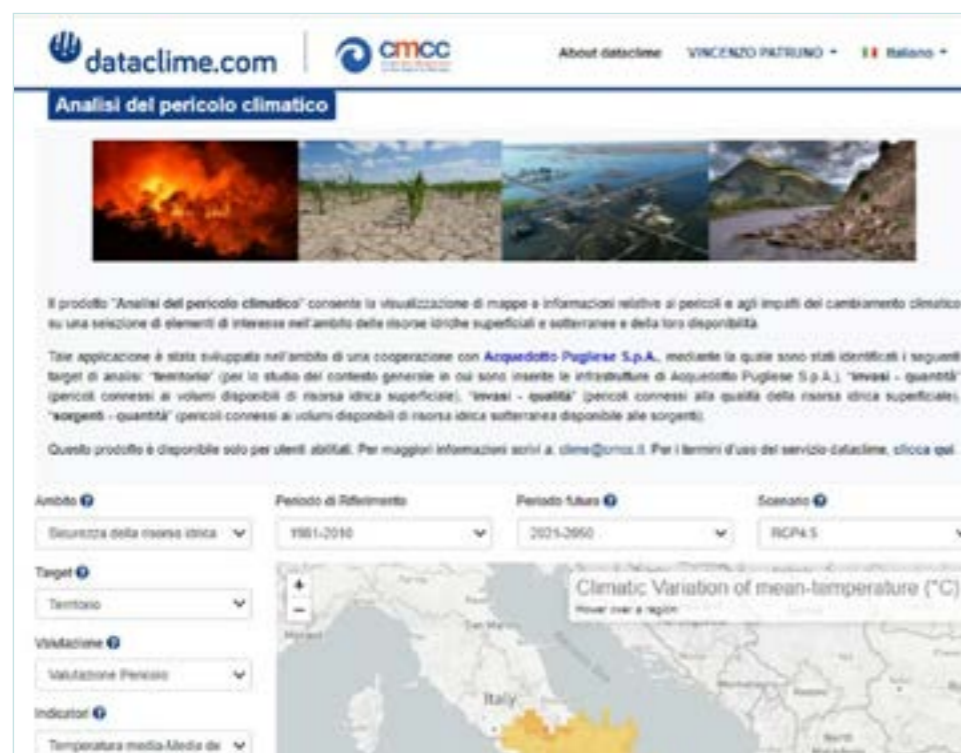 dataclime.com
cmcc
About dataclime VINCENZO PATRUNO Italiano
Analisi del pericolo climatico
Il prodotto "Analisi del pericolo climatico" consente la visualizzazione di mappe e informazioni relative ai pericoli e agli impatti del cambiamento climatico
su una selezione di elementi di interesse nell'ambito delle risorse idriche superficiali e sotterranee e della loro disponibilità.
Tale applicazione è stata sviluppata nell'ambito di una cooperazione con Acquedotto Pugliese S.p.A., mediante la quale sono stati identificati i seguenti
target di analisi: "territorio" (per lo studio del contesto generale in cui sono inserite le infrastrutture di Acquedotto Pugliese S.p.A.), "invasi - quantità"
(pericoli connessi ai volumi disponibili di risorsa idrica superficiale), "invasi - qualità" (pericoli connessi alla qualità della risorsa idrica superficiale),
"sorgenti - quantità" (pericoli connessi ai volumi disponibili di risorsa idrica sotterranea disponibile alle sorgenti).
Questo prodotto è disponibile solo per utenti abilitati. Per maggiori informazioni scrivi a: clime@cmcc.it. Per i termini d'uso del servizio dataclime, clicca qui.
Ambito Periodo di Riferimento Periodo futuro Scenario
Sicurezza della risorsa idrica 1981-2010 2021-2050 RCP4.5
Target
Territorio
Valutazione
Valutazione Pericolo
Indicatori
Temperatura media-Media de
+
−
Climatic Variation of mean-temperature (°C)
Hover over a region
Italy